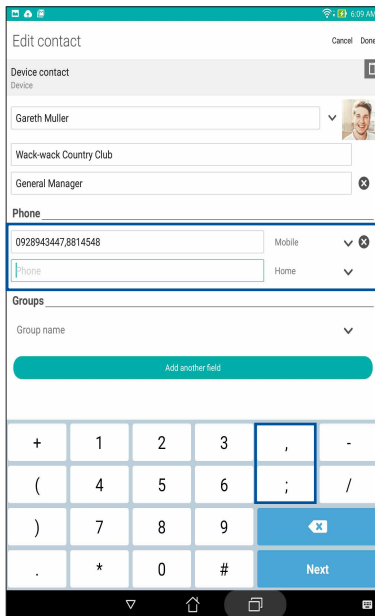 6:09 AM
Edit contact Cancel Done
Device contact
Device
Gareth Muller
Wack-wack Country Club
General Manager
Phone
0928943447,8814548 Mobile
Phone Home
Groups
Group name
Add another field
+ 1 2 3 , -
( 4 5 6 ; /
) 7 8 9
. * 0 # Next